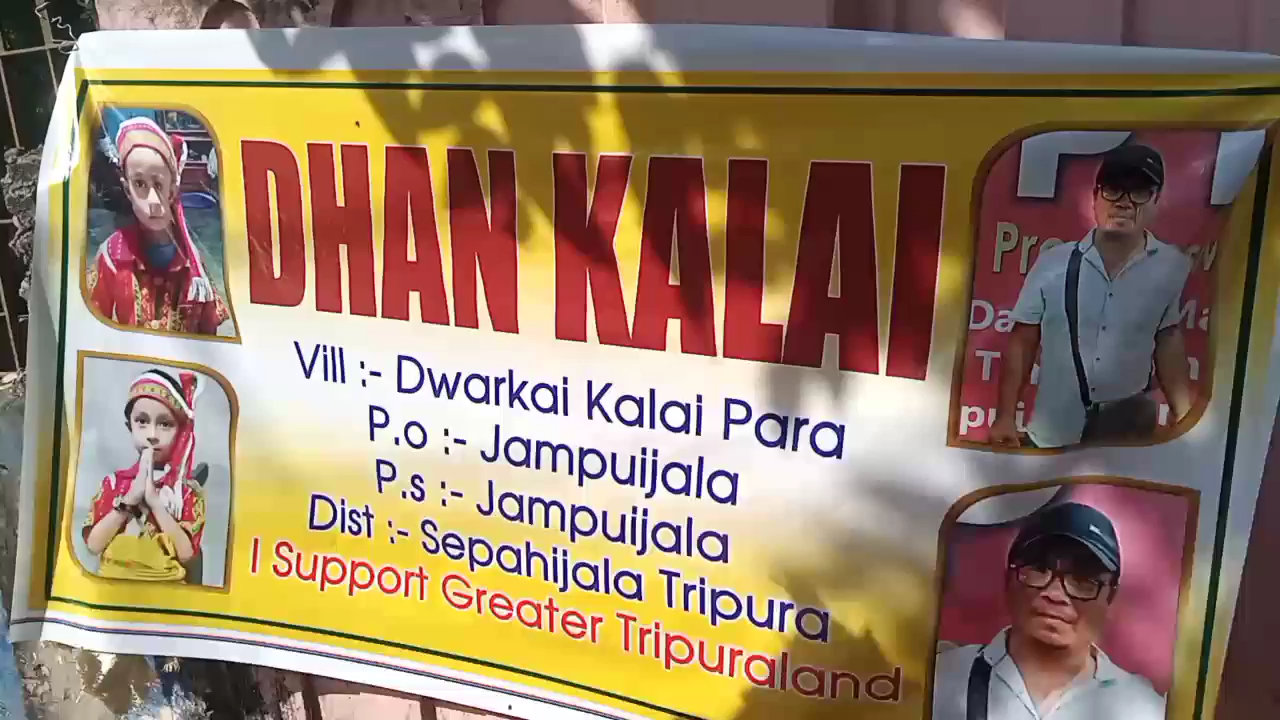 DHAN KALAI
Vill :- Dwarkai Kalai Para
P.o :- Jampuijala
P.s :- Jampuijala
Dist :- Sepahijala Tripura
I Support Greater Tripuraland